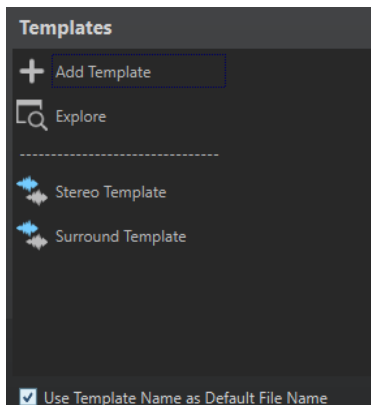 Templates
Add Template
Explore
--------------------------------
Stereo Template
Surround Template
Use Template Name as Default File Name